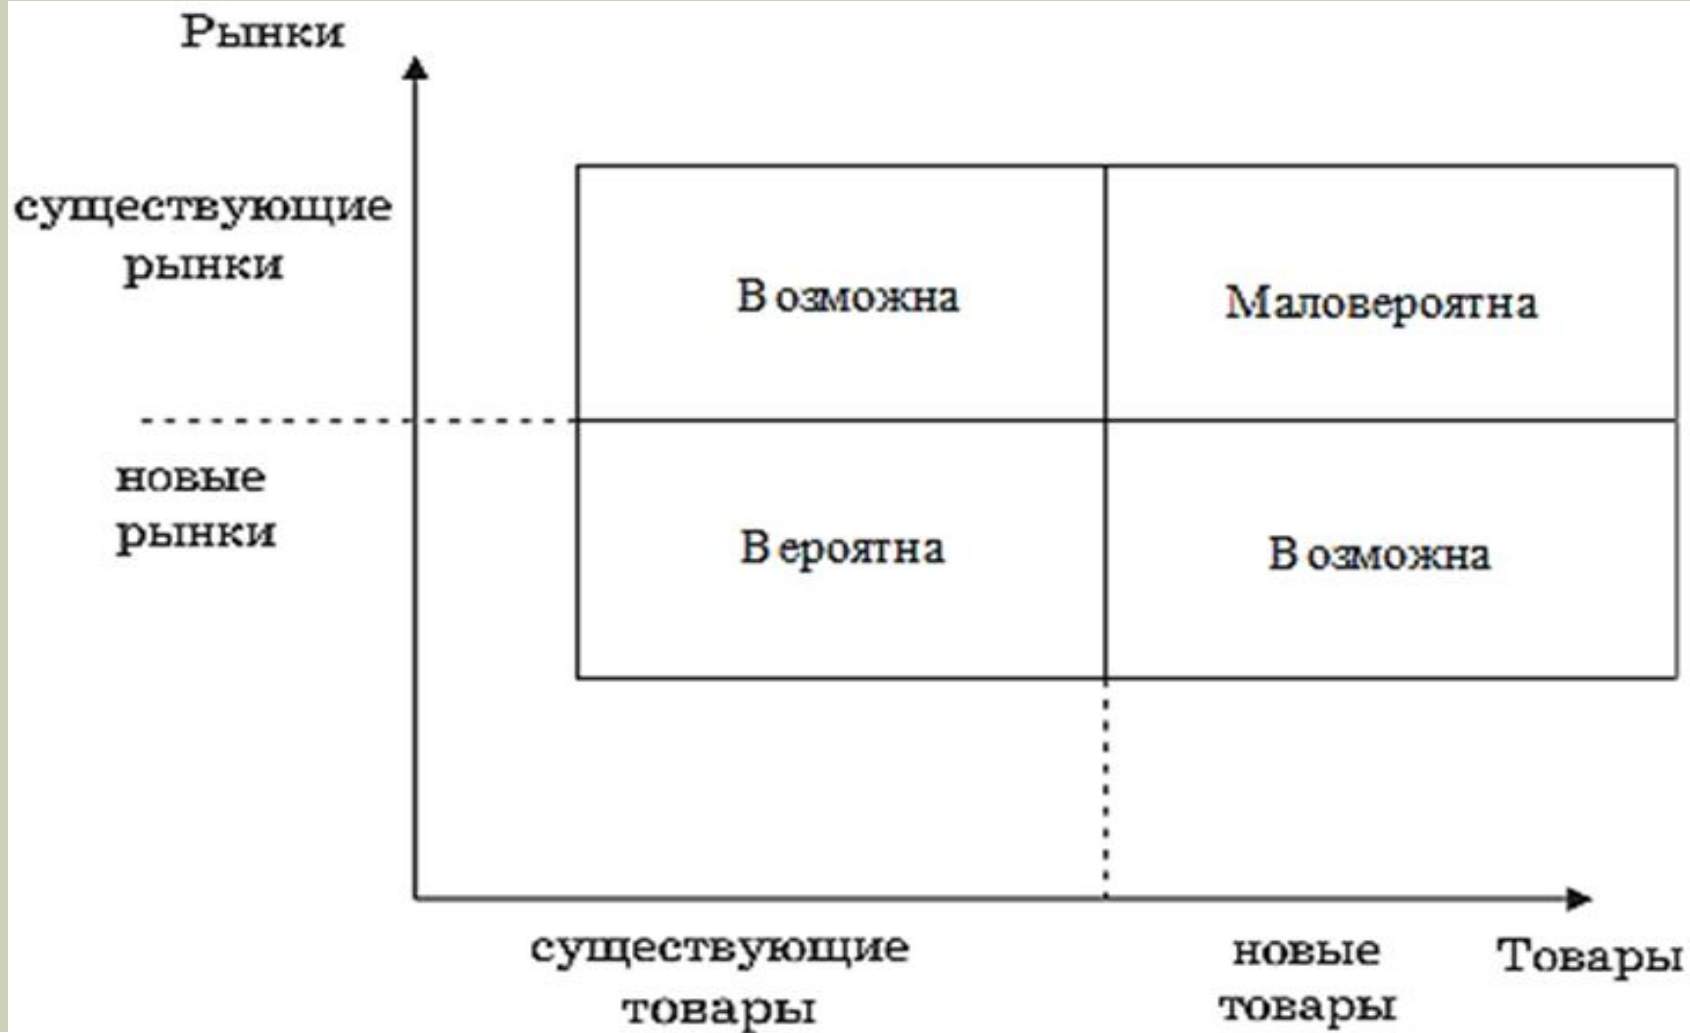 Рынки
существующие
рынки
Возможна
Маловероятна
новые
рынки
Вероятна
Возможна
существующие
товары
новые
товары
Товары